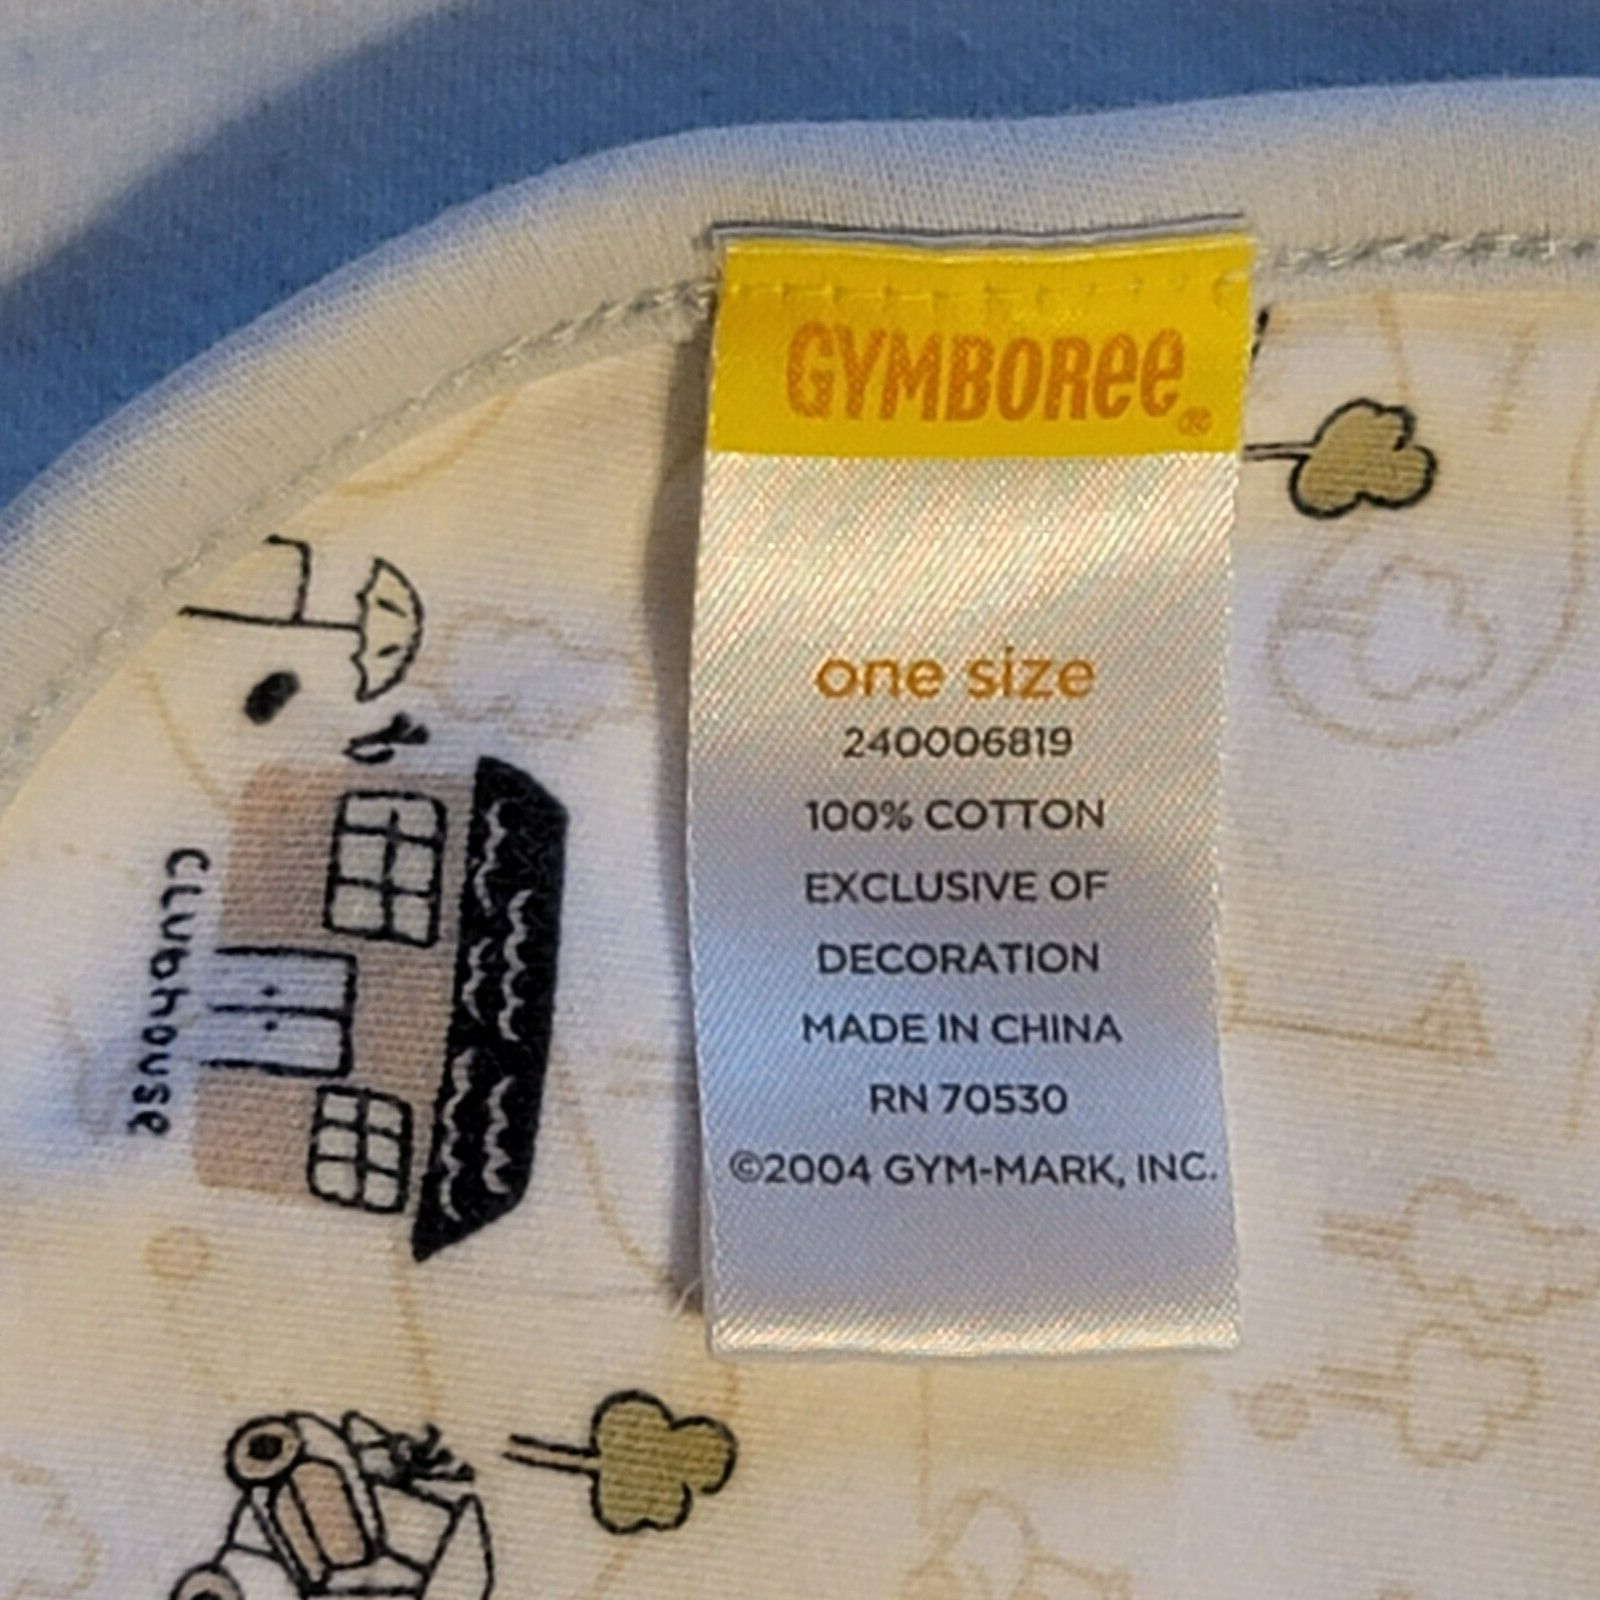 GYMBOREE®
one size
240006819
100% COTTON
EXCLUSIVE OF
DECORATION
MADE IN CHINA
RN 70530
©2004 GYM-MARK, INC.
CLUbhoUse